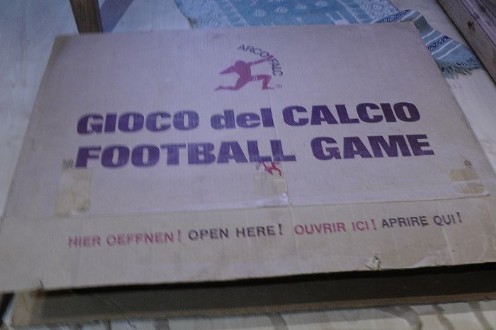 ARCOFALC
GIOCO del CALCIO
FOOTBALL GAME
HIER OEFFNEN! OPEN HERE! OUVRIR ICI! APRIRE QUI!